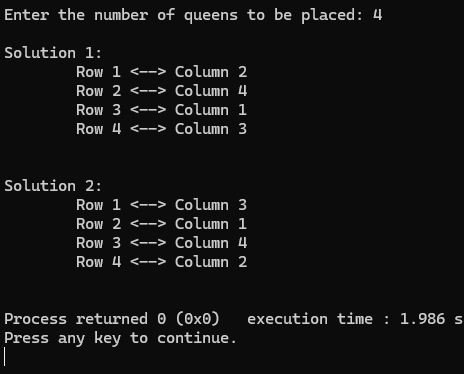 Enter the number of queens to be placed: 4
Solution 1:
Row 1 <--> Column 2
Row 2 <--> Column 4
Row 3 <--> Column 1
Row 4 <--> Column 3
Solution 2:
Row 1 <--> Column 3
Row 2 <--> Column 1
Row 3 <--> Column 4
Row 4 <--> Column 2
Process returned 0 (0x0)   execution time : 1.986 s
Press any key to continue.